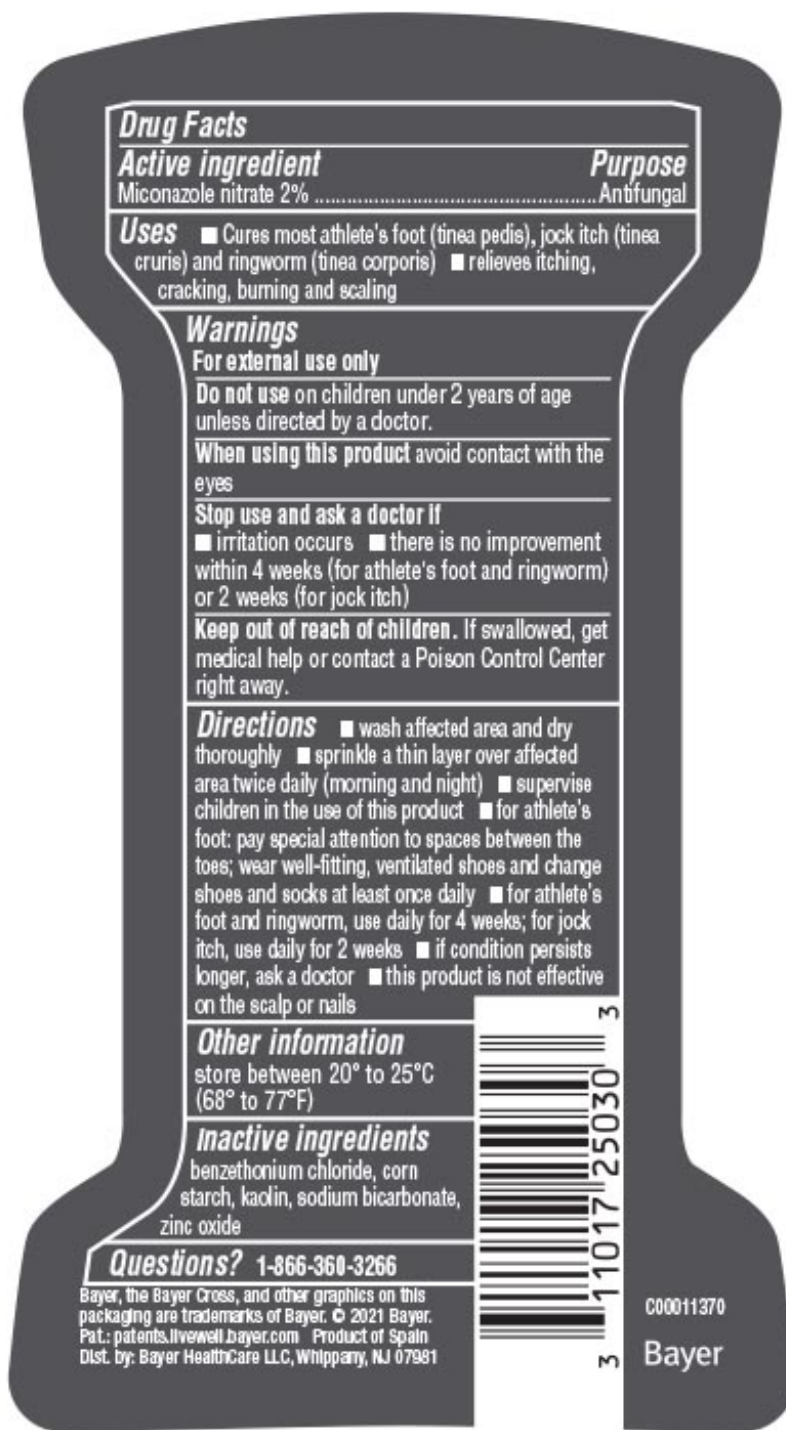 Drug Facts
Active ingredient Purpose
Miconazole nitrate 2% ........................................................ Antifungal
Uses ■ Cures most athlete's foot (tinea pedis), jock itch (tinea
cruris) and ringworm (tinea corporis) ■ relieves itching,
cracking, burning and scaling
Warnings
For external use only
Do not use on children under 2 years of age
unless directed by a doctor.
When using this product avoid contact with the
eyes
Stop use and ask a doctor if
■ irritation occurs ■ there is no improvement
within 4 weeks (for athlete's foot and ringworm)
or 2 weeks (for jock itch)
Keep out of reach of children. If swallowed, get
medical help or contact a Poison Control Center
right away.
Directions ■ wash affected area and dry
thoroughly ■ sprinkle a thin layer over affected
area twice daily (morning and night) ■ supervise
children in the use of this product ■ for athlete's
foot: pay special attention to spaces between the
toes; wear well-fitting, ventilated shoes and change
shoes and socks at least once daily ■ for athlete's
foot and ringworm, use daily for 4 weeks; for jock
itch, use daily for 2 weeks ■ if condition persists
longer, ask a doctor ■ this product is not effective
on the scalp or nails
Other information
store between 20° to 25°C
(68° to 77°F)
Inactive ingredients
benzethonium chloride, corn
starch, kaolin, sodium bicarbonate,
zinc oxide
Questions? 1-866-360-3266
Bayer, the Bayer Cross, and other graphics on this
packaging are trademarks of Bayer. © 2021 Bayer.
Pat.: patents.livewell.bayer.com Product of Spain
Dist. by: Bayer HealthCare LLC, Whippany, NJ 07981
3 11017 25030 3
C00011370
Bayer